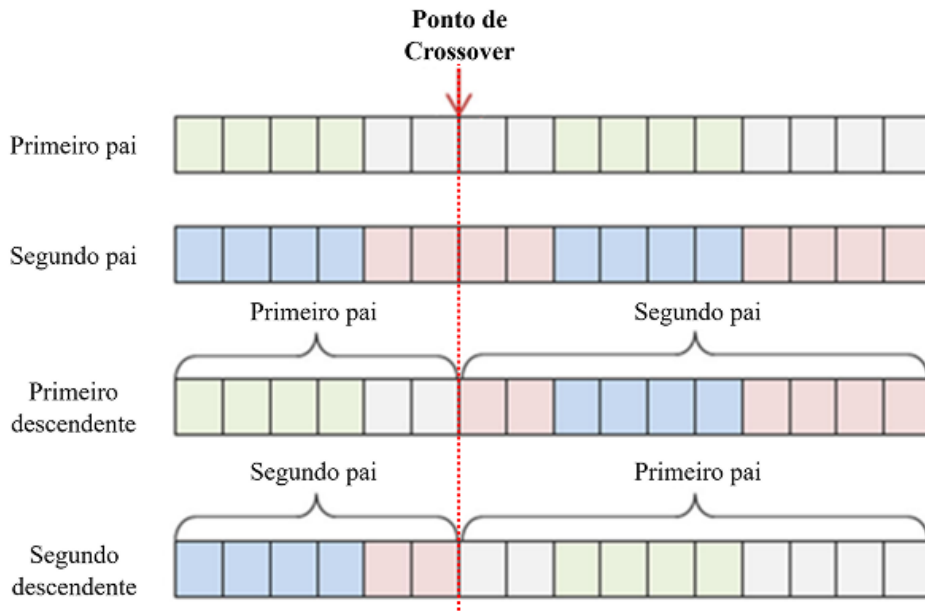 Ponto de
Crossover
Primeiro pai
Segundo pai
Primeiro pai
Segundo pai
Primeiro
descendente
Segundo pai
Primeiro pai
Segundo
descendente